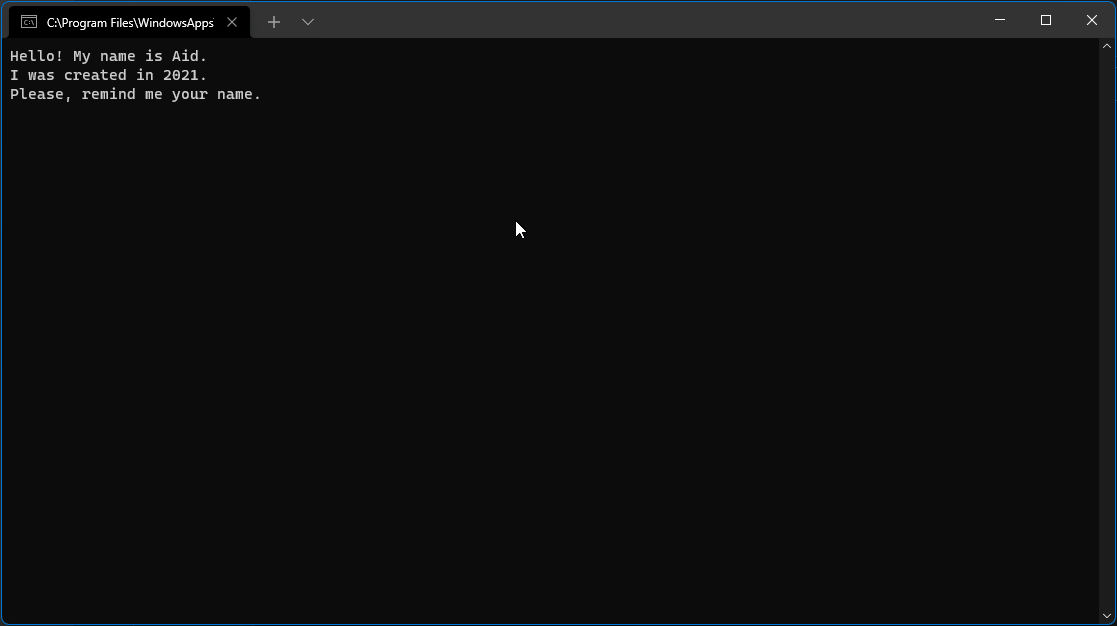 C:\Program Files\WindowsApps
Hello! My name is Aid.
I was created in 2021.
Please, remind me your name.